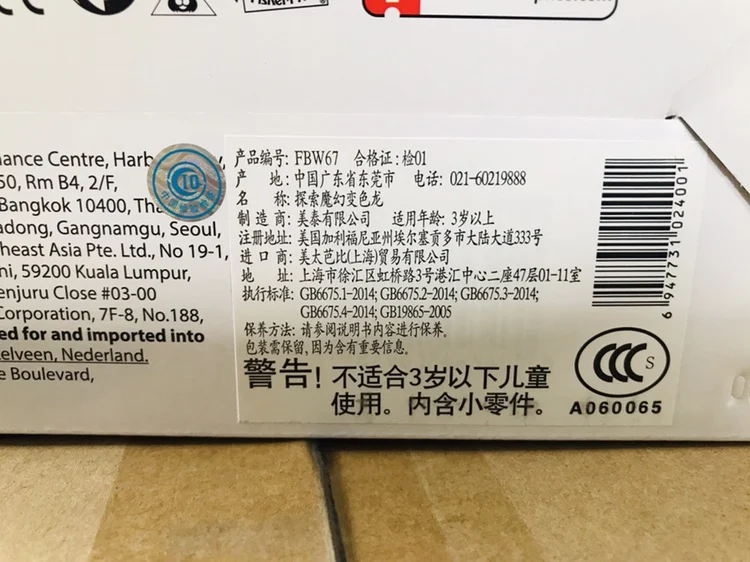 Fisher-Price
nance Centre, Harb
50, Rm B4, 2/F,
Bangkok 10400, Tha
adong, Gangnamgu, Seoul,
theast Asia Pte. Ltd., No 19-1,
ni, 59200 Kuala Lumpur,
enjuru Close #03-00
Corporation, 7F-8, No.188,
ed for and imported into
telveen, Nederland.
e Boulevard,
CIQ
产品编号: FBW67 合格证: 检01
产 地: 中国广东省东莞市 电话: 021-60219888
名 称: 探索魔幻变色龙
制 造 商: 美泰有限公司 适用年龄: 3岁以上
注册地址: 美国加利福尼亚州埃尔塞贡多市大陆大道333号
进 口 商: 美太芭比(上海)贸易有限公司
地 址: 上海市徐汇区虹桥路3号港汇中心二座47层01-11室
执行标准: GB6675.1-2014; GB6675.2-2014; GB6675.3-2014;
GB6675.4-2014; GB19865-2005
保养方法: 请参阅说明书内容进行保养.
包装需保留,因为含有重要信息.
警告! 不适合3岁以下儿童
使用。内含小零件。
6 947731 024001
CCC S
A060065